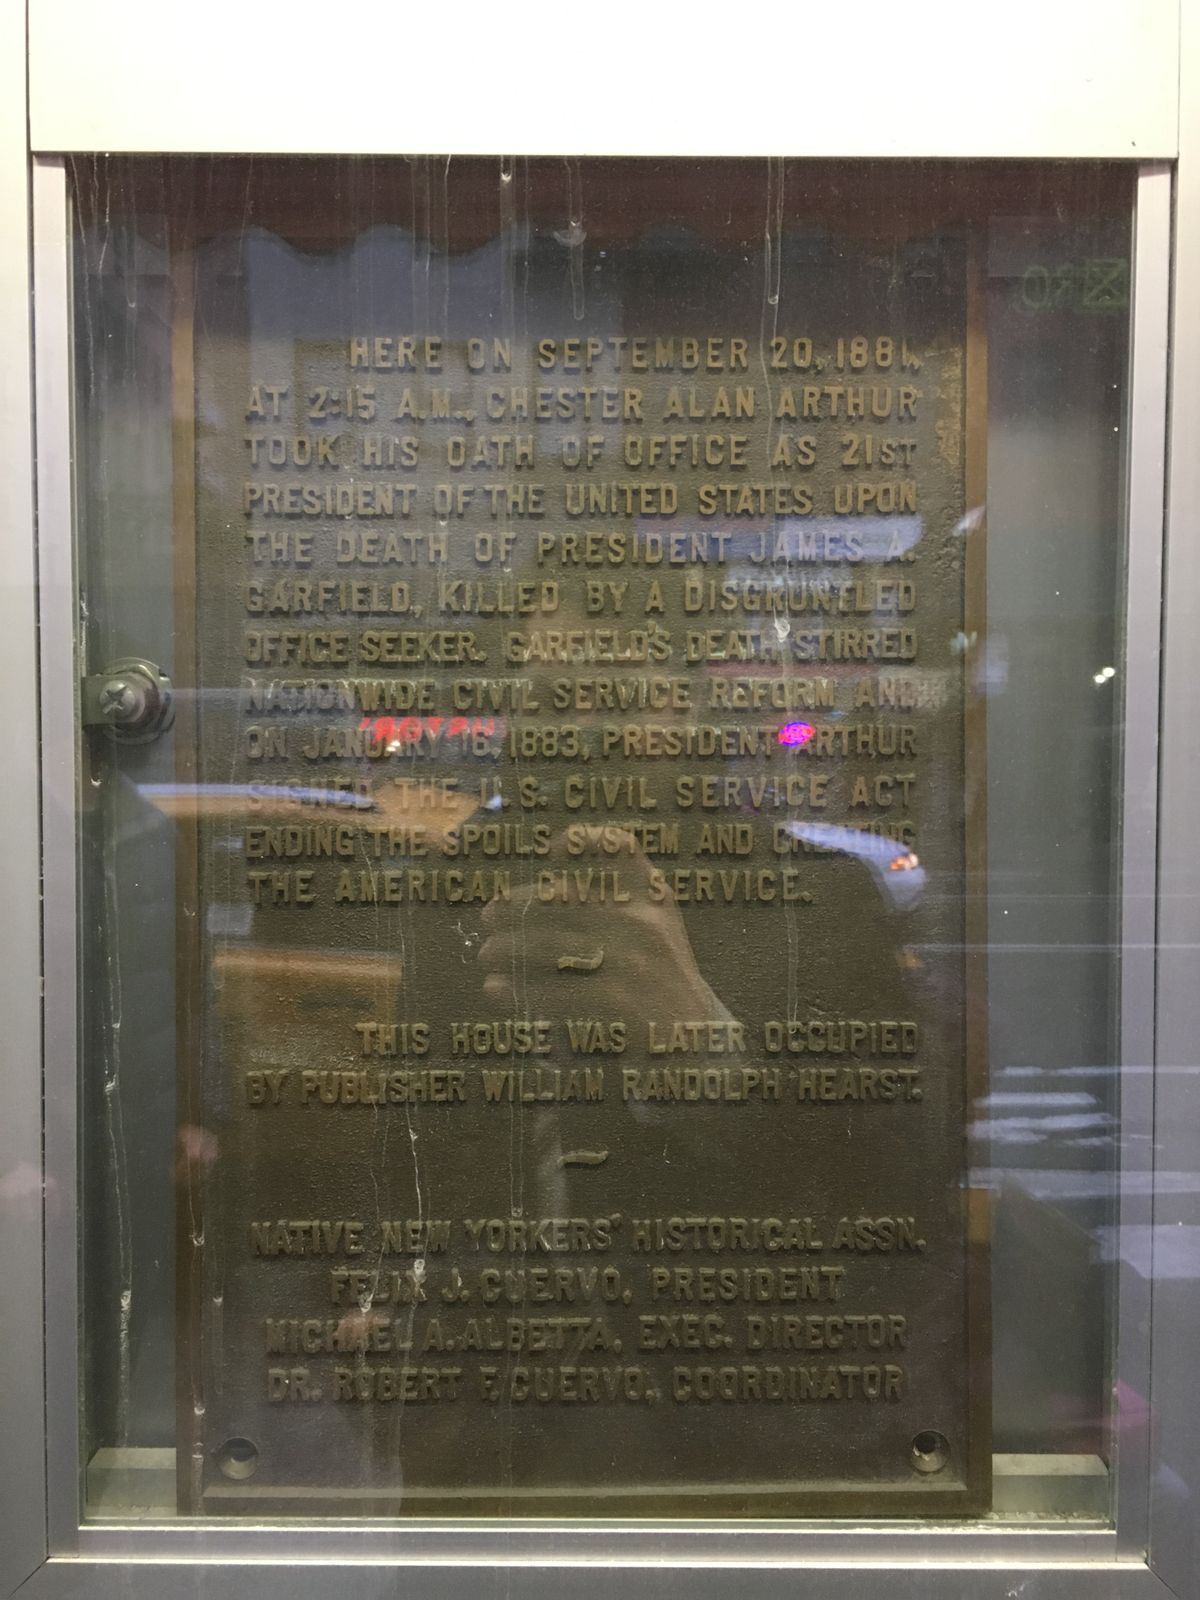 HERE ON SEPTEMBER 20, 1881,
AT 2:15 A.M., CHESTER ALAN ARTHUR
TOOK HIS OATH OF OFFICE AS 21ST
PRESIDENT OF THE UNITED STATES UPON
THE DEATH OF PRESIDENT JAMES A.
GARFIELD, KILLED BY A DISGRUNTLED
OFFICE SEEKER. GARFIELD'S DEATH STIRRED
NATIONWIDE CIVIL SERVICE REFORM AND
ON JANUARY 16, 1883, PRESIDENT ARTHUR
SIGNED THE U.S. CIVIL SERVICE ACT
ENDING THE SPOILS SYSTEM AND CREATING
THE AMERICAN CIVIL SERVICE.
THIS HOUSE WAS LATER OCCUPIED
BY PUBLISHER WILLIAM RANDOLPH HEARST.
NATIVE NEW YORKERS' HISTORICAL ASSN.
FELIX J. CUERVO, PRESIDENT
MICHAEL A. ALBETTA, EXEC. DIRECTOR
DR. ROBERT F. CUERVO, COORDINATOR